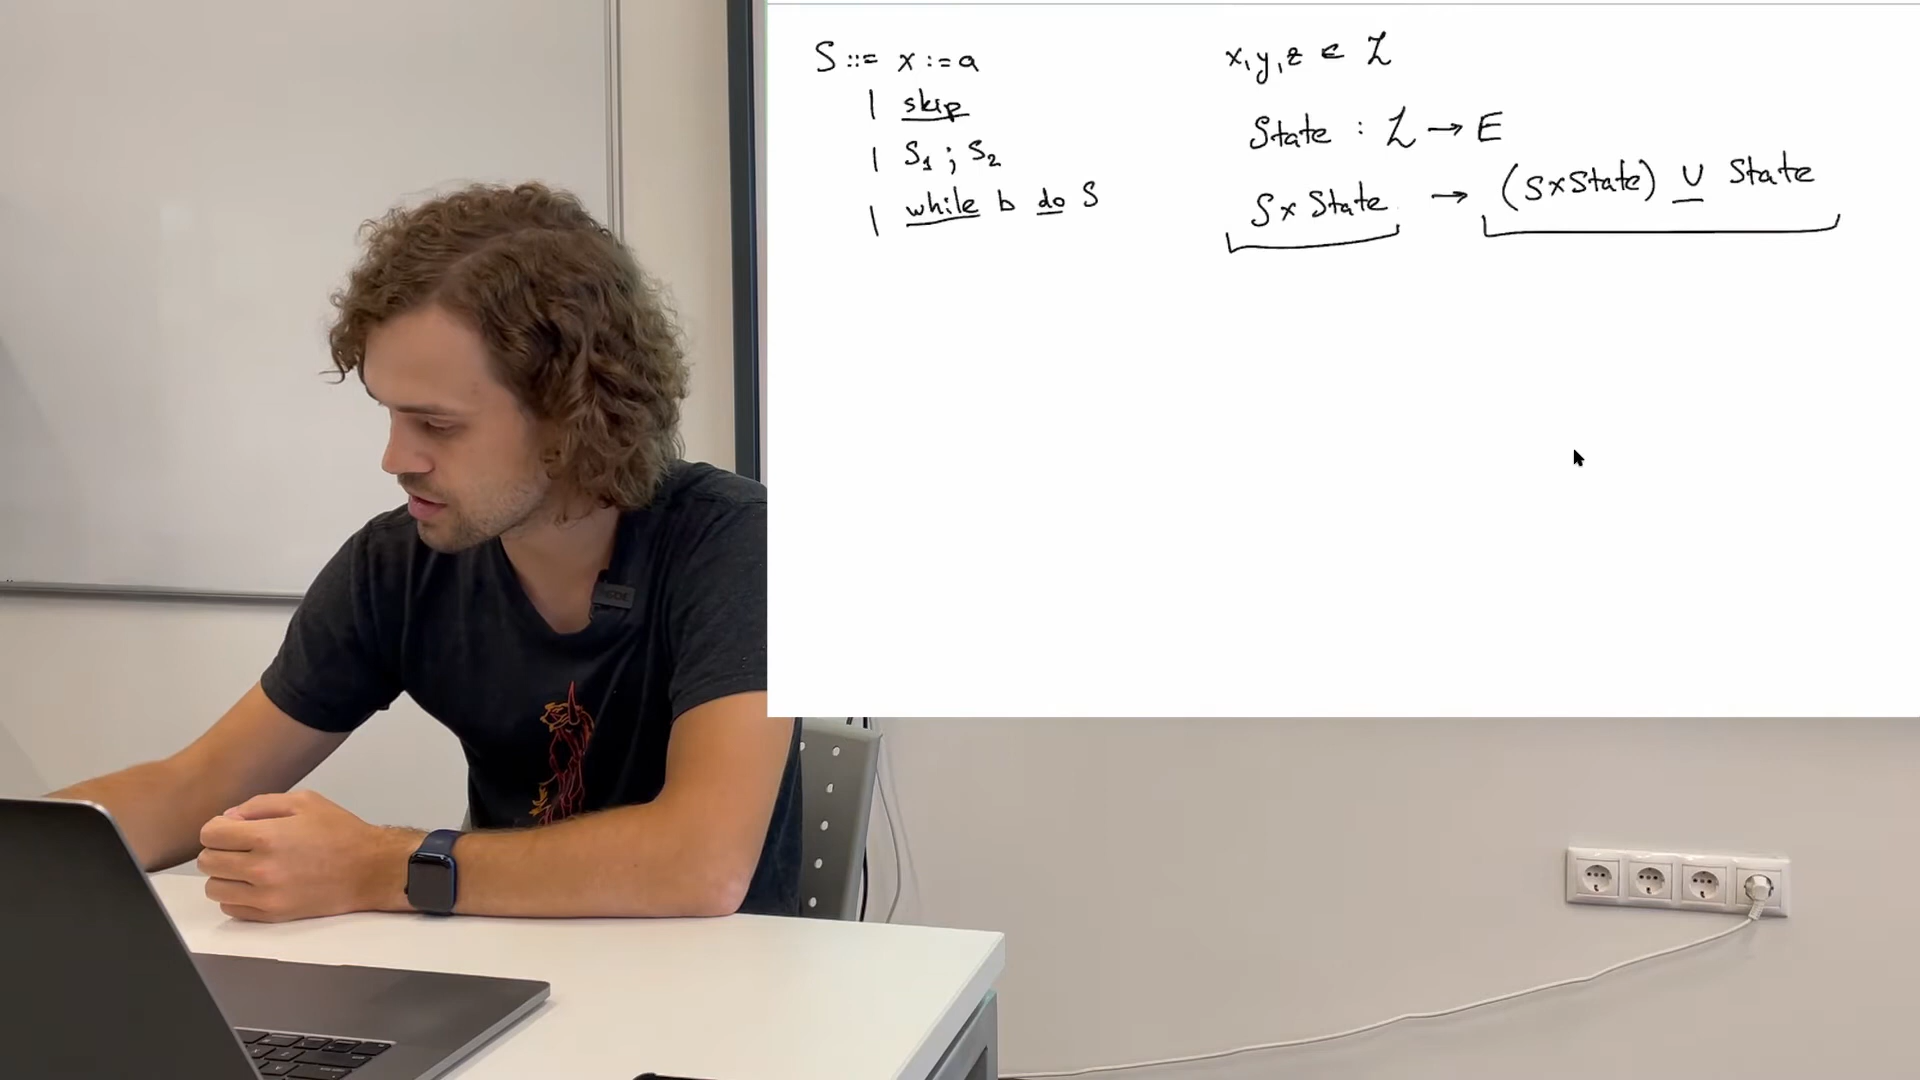 S ::= x := a
| skip
| S₁ ; S₂
| while b do S
x, y, z ∈ Z
State : Z → E
S × State → (S × State) ∪ State